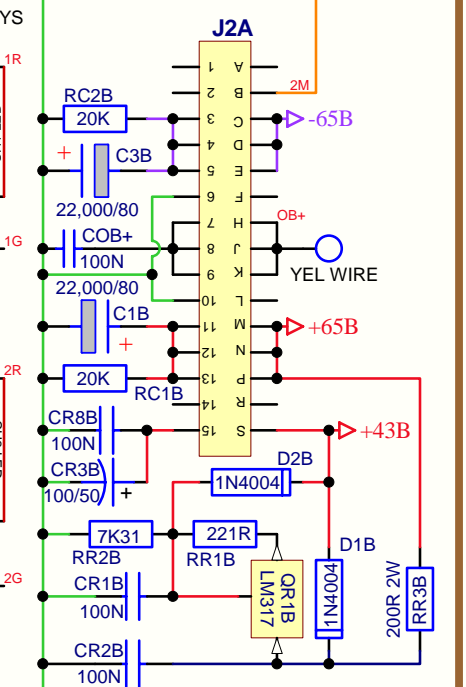 YS
J2A
1R
1 A
2 B 2M
RC2B
20K 3 C -65B
4 D
+ C3B 5 E
22,000/80 6 F
7 H OB+
1G COB+ 8 J
100N 9 K YEL WIRE
22,000/80 10 L
C1B 11 M +65B
+ 12 N
2R 20K 13 P
RC1B 14 R
CR8B 15 S +43B
100N
CR3B D2B
100/50 + 1N4004
7K31 221R
RR2B RR1B D1B
2G CR1B QR1B LM317 1N4004 200R 2W RR3B
100N
CR2B
100N